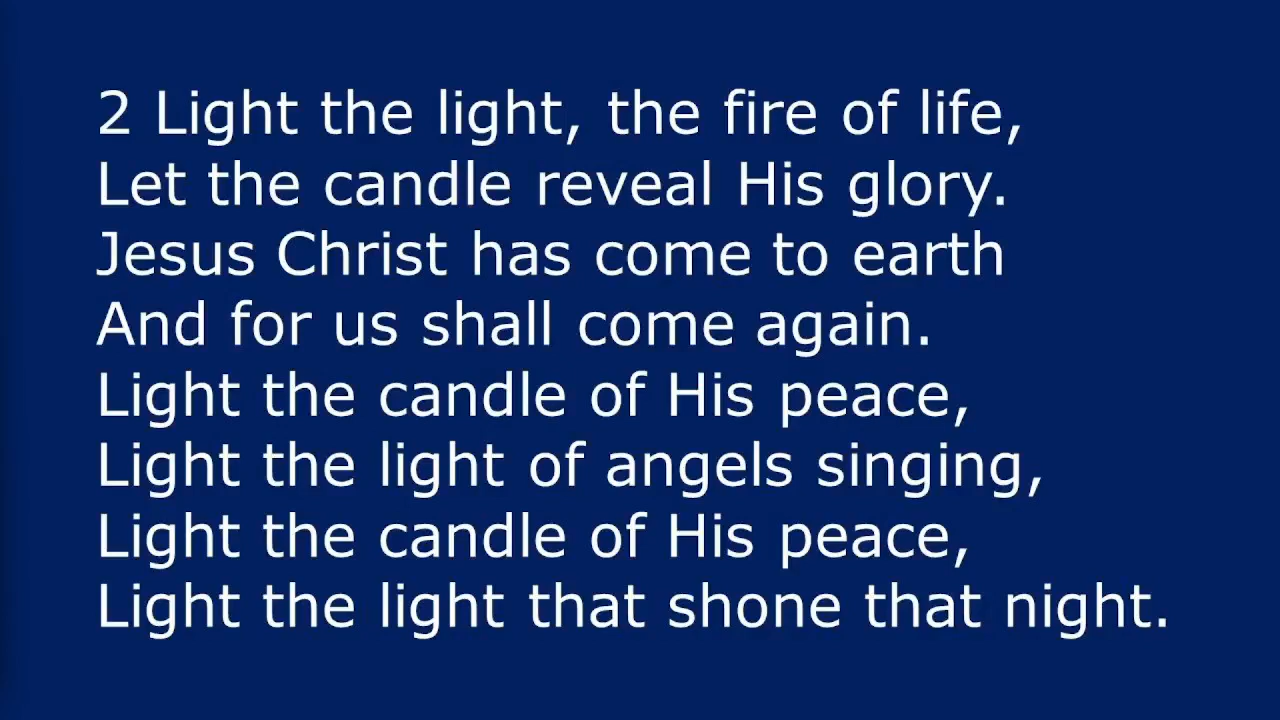 2 Light the light, the fire of life,
Let the candle reveal His glory.
Jesus Christ has come to earth
And for us shall come again.
Light the candle of His peace,
Light the light of angels singing,
Light the candle of His peace,
Light the light that shone that night.